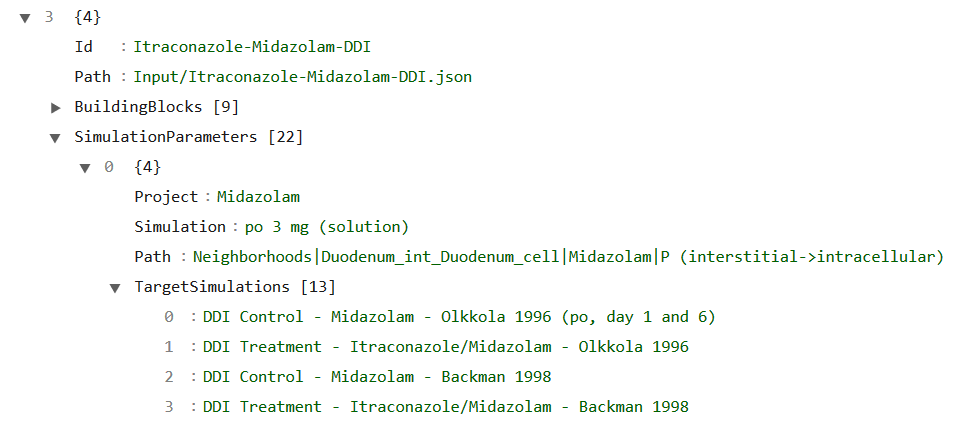 ▼ 3 {4}
Id : Itraconazole-Midazolam-DDI
Path : Input/Itraconazole-Midazolam-DDI.json
▶ BuildingBlocks [9]
▼ SimulationParameters [22]
▼ 0 {4}
Project : Midazolam
Simulation : po 3 mg (solution)
Path : Neighborhoods|Duodenum_int_Duodenum_cell|Midazolam|P (interstitial->intracellular)
▼ TargetSimulations [13]
0 : DDI Control - Midazolam - Olkkola 1996 (po, day 1 and 6)
1 : DDI Treatment - Itraconazole/Midazolam - Olkkola 1996
2 : DDI Control - Midazolam - Backman 1998
3 : DDI Treatment - Itraconazole/Midazolam - Backman 1998